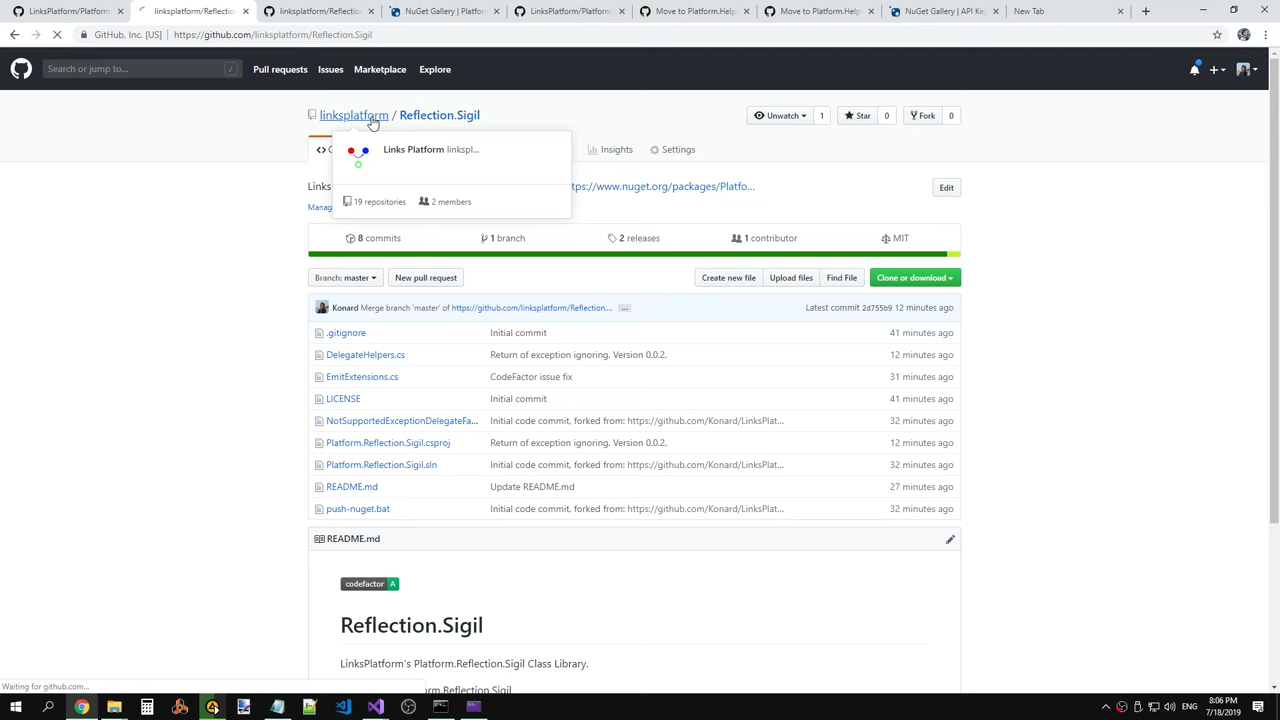 LinksPlatform/Platform.
linksplatform/Reflectio
linksplatform/Reflectio
NuGet Gallery | Platform
LinksPlatform/Platform
Move to Platform.Help
Move to Platform.Help
NuGet Gallery | API Key
New Tab
GitHub, Inc. [US] | https://github.com/linksplatform/Reflection.Sigil
Search or jump to... /
Pull requests Issues Marketplace Explore
linksplatform / Reflection.Sigil
Unwatch 1 Star 0 Fork 0
Links Platform linkspl...
19 repositories 2 members
Insights Settings
Links
ttps://www.nuget.org/packages/Platfo... Edit
Manag
8 commits 1 branch 2 releases 1 contributor MIT
Branch: master New pull request Create new file Upload files Find File Clone or download
Konard Merge branch 'master' of https://github.com/linksplatform/Reflection... ... Latest commit 2d755b9 12 minutes ago
.gitignore Initial commit 41 minutes ago
DelegateHelpers.cs Return of exception ignoring. Version 0.0.2. 12 minutes ago
EmitExtensions.cs CodeFactor issue fix 31 minutes ago
LICENSE Initial commit 41 minutes ago
NotSupportedExceptionDelegateFa... Initial code commit, forked from: https://github.com/Konard/LinksPlat... 32 minutes ago
Platform.Reflection.Sigil.csproj Return of exception ignoring. Version 0.0.2. 12 minutes ago
Platform.Reflection.Sigil.sln Initial code commit, forked from: https://github.com/Konard/LinksPlat... 32 minutes ago
README.md Update README.md 27 minutes ago
push-nuget.bat Initial code commit, forked from: https://github.com/Konard/LinksPlat... 32 minutes ago
README.md
codefactor A
Reflection.Sigil
LinksPlatform's Platform.Reflection.Sigil Class Library.
rm.Reflection.Sigil
Waiting for github.com...
ENG
8:06 PM
7/18/2019